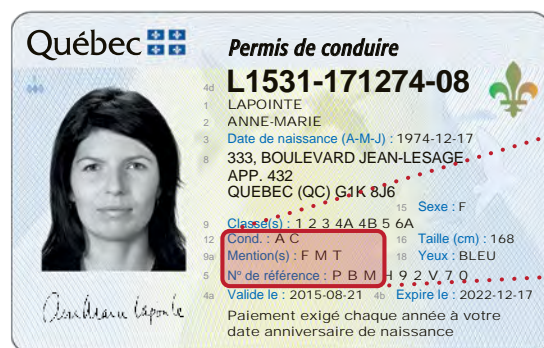 Québec
Permis de conduire
4d L1531-171274-08
1 LAPOINTE
2 ANNE-MARIE
3 Date de naissance (A-M-J) : 1974-12-17
8 333, BOULEVARD JEAN-LESAGE
APP. 432
QUEBEC (QC) G1K 8J6
15 Sexe : F
9 Classe(s) : 1 2 3 4A 4B 5 6A
12 Cond. : A C 16 Taille (cm) : 168
9a Mention(s) : F M T 18 Yeux : BLEU
5 Nº de référence : P B M H 9 2 V 7 0
4a Valide le : 2015-08-21 4b Expire le : 2022-12-17
Paiement exigé chaque année à votre
date anniversaire de naissance
Anne Marie Lapointe